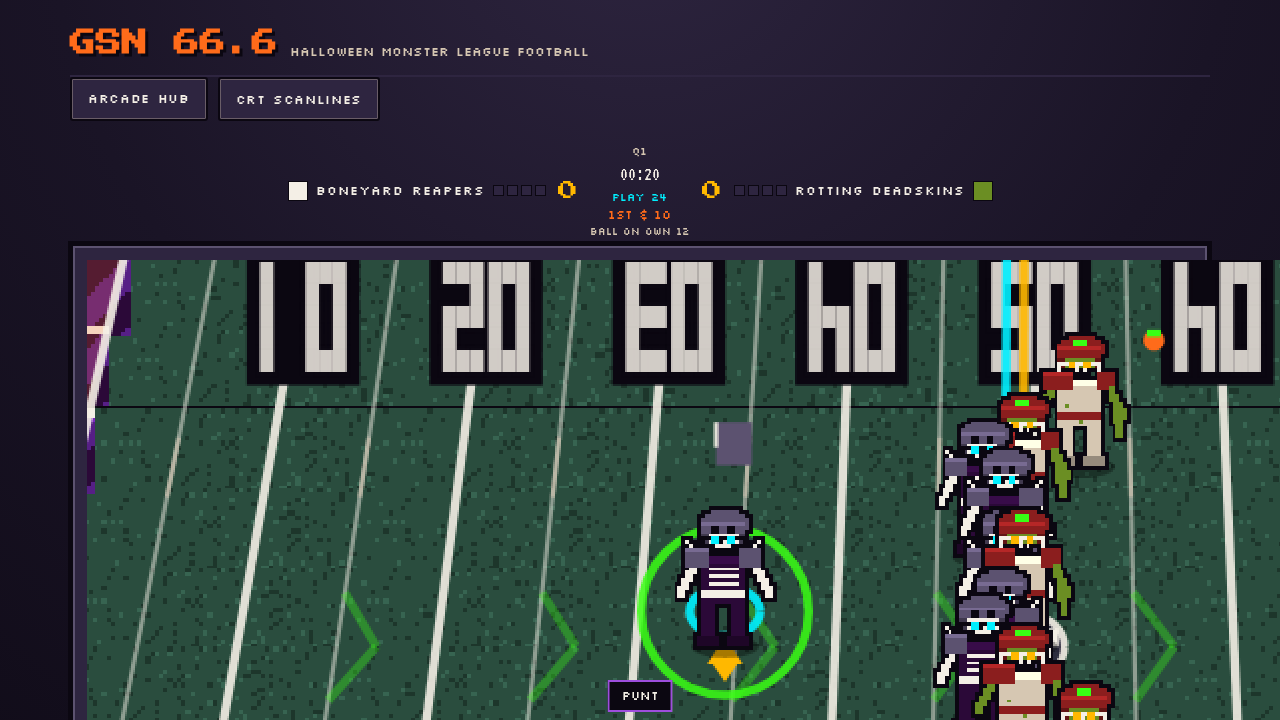 GSN 66.6 HALLOWEEN MONSTER LEAGUE FOOTBALL
ARCADE HUB CRT SCANLINES
Q1
00:20
BONEYARD REAPERS 0 0 ROTTING DEADSKINS
PLAY 24
1ST & 10
BALL ON OWN 12
10 20 30 40 50 40
PUNT